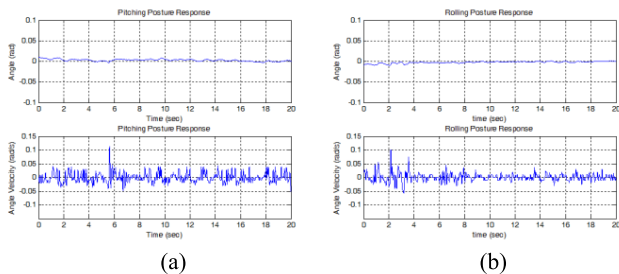 Pitching Posture Response
Angle (rad)
0.1
0.05
0
-0.05
-0.1
0 2 4 6 8 10 12 14 16 18 20
Time (sec)
Pitching Posture Response
Angle Velocity (rad/s)
0.15
0.1
0.05
0
-0.05
-0.1
0 2 4 6 8 10 12 14 16 18 20
Time (sec)
(a)
Rolling Posture Response
Angle (rad)
0.1
0.05
0
-0.05
-0.1
0 2 4 6 8 10 12 14 16 18 20
Time (sec)
Rolling Posture Response
Angle Velocity (rad/s)
0.15
0.1
0.05
0
-0.05
-0.1
0 2 4 6 8 10 12 14 16 18 20
Time (sec)
(b)